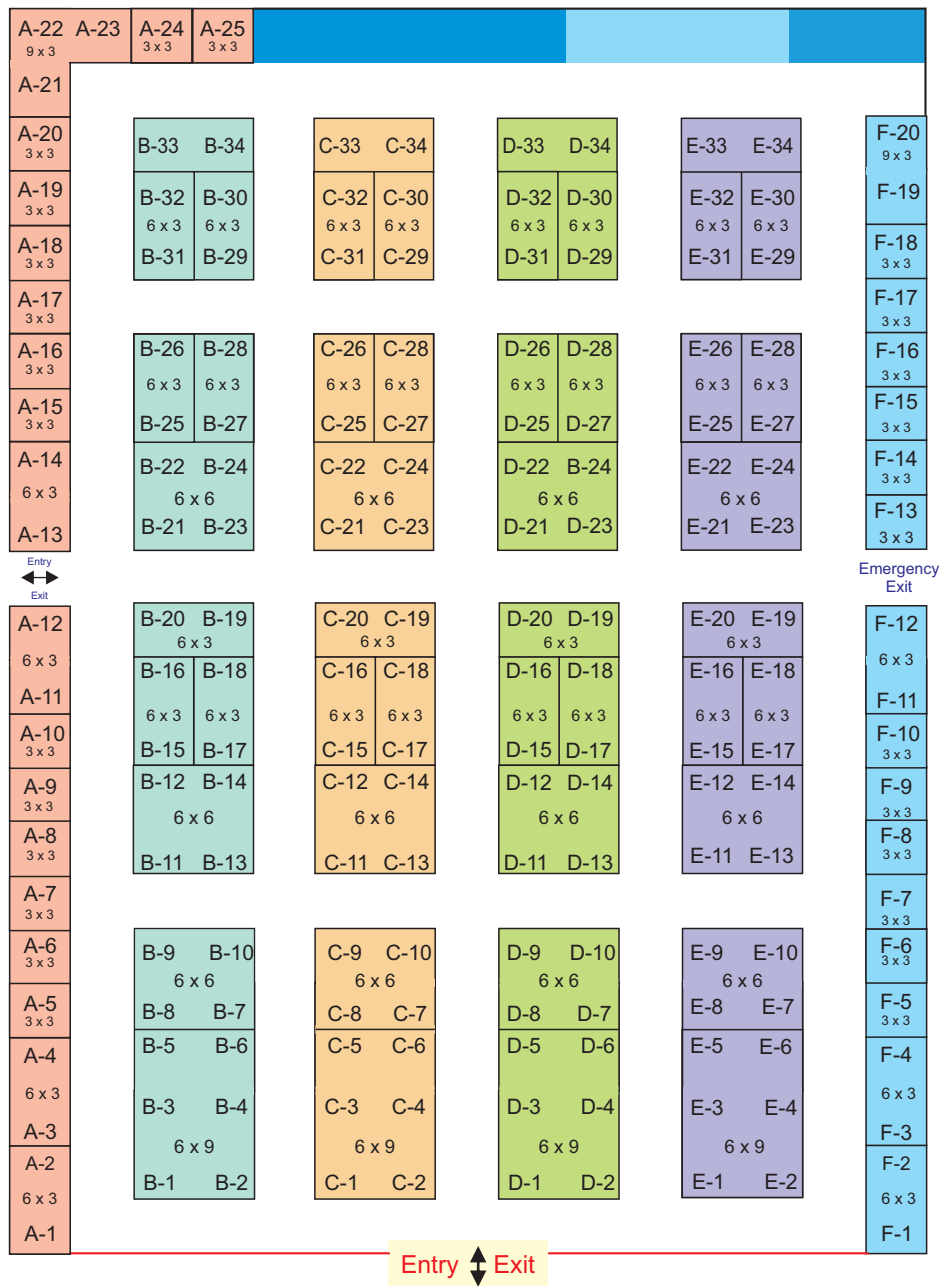 A-22 A-23 A-24 A-25
9 x 3 3 x 3 3 x 3
A-21
A-20 B-33 B-34 C-33 C-34 D-33 D-34 E-33 E-34 F-20
3 x 3 9 x 3
A-19 B-32 B-30 C-32 C-30 D-32 D-30 E-32 E-30 F-19
3 x 3 6 x 3 6 x 3 6 x 3 6 x 3 6 x 3 6 x 3 6 x 3 6 x 3
A-18 B-31 B-29 C-31 C-29 D-31 D-29 E-31 E-29 F-18
3 x 3 3 x 3
A-17 F-17
3 x 3 3 x 3
A-16 B-26 B-28 C-26 C-28 D-26 D-28 E-26 E-28 F-16
3 x 3 6 x 3 6 x 3 6 x 3 6 x 3 6 x 3 6 x 3 6 x 3 6 x 3 3 x 3
A-15 B-25 B-27 C-25 C-27 D-25 D-27 E-25 E-27 F-15
3 x 3 3 x 3
A-14 B-22 B-24 C-22 C-24 D-22 B-24 E-22 E-24 F-14
6 x 3 6 x 6 6 x 6 6 x 6 6 x 6 3 x 3
A-13 B-21 B-23 C-21 C-23 D-21 D-23 E-21 E-23 F-13
3 x 3
Entry
Exit
Emergency
Exit
A-12 B-20 B-19 C-20 C-19 D-20 D-19 E-20 E-19 F-12
6 x 3 6 x 3 6 x 3 6 x 3 6 x 3 6 x 3
A-11 B-16 B-18 C-16 C-18 D-16 D-18 E-16 E-18 F-11
6 x 3 6 x 3 6 x 3 6 x 3 6 x 3 6 x 3 6 x 3 6 x 3
A-10 B-15 B-17 C-15 C-17 D-15 D-17 E-15 E-17 F-10
3 x 3 3 x 3
A-9 B-12 B-14 C-12 C-14 D-12 D-14 E-12 E-14 F-9
3 x 3 6 x 6 6 x 6 6 x 6 6 x 6 3 x 3
A-8 B-11 B-13 C-11 C-13 D-11 D-13 E-11 E-13 F-8
3 x 3 3 x 3
A-7 F-7
3 x 3 3 x 3
A-6 B-9 B-10 C-9 C-10 D-9 D-10 E-9 E-10 F-6
3 x 3 6 x 6 6 x 6 6 x 6 6 x 6 3 x 3
A-5 B-8 B-7 C-8 C-7 D-8 D-7 E-8 E-7 F-5
3 x 3 3 x 3
A-4 B-5 B-6 C-5 C-6 D-5 D-6 E-5 E-6 F-4
6 x 3 6 x 3
A-3 B-3 B-4 C-3 C-4 D-3 D-4 E-3 E-4 F-3
6 x 9 6 x 9 6 x 9 6 x 9
A-2 B-1 B-2 C-1 C-2 D-1 D-2 E-1 E-2 F-2
6 x 3 6 x 3
A-1 F-1
Entry Exit